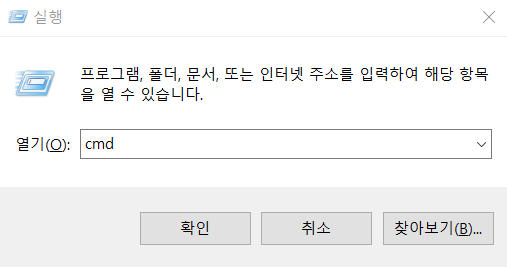 실행
프로그램, 폴더, 문서, 또는 인터넷 주소를 입력하여 해당 항목
을 열 수 있습니다.
열기(O): cmd
확인 취소 찾아보기(B)...